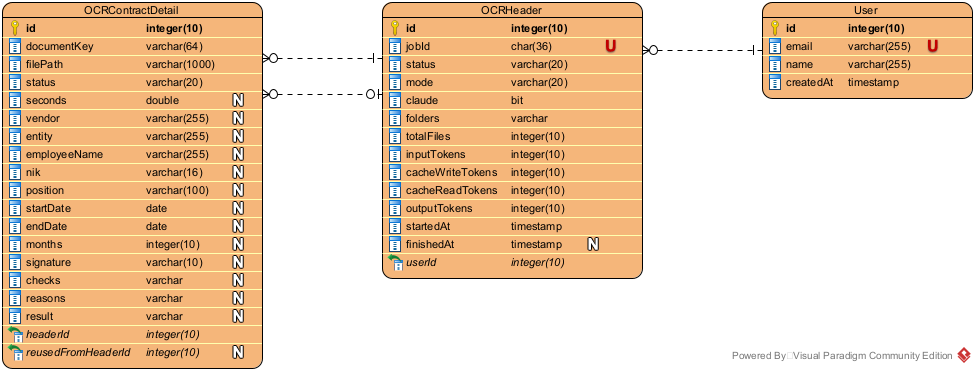 OCRContractDetail
id integer(10)
documentKey varchar(64)
filePath varchar(1000)
status varchar(20)
seconds double N
vendor varchar(255) N
entity varchar(255) N
employeeName varchar(255) N
nik varchar(16) N
position varchar(100) N
startDate date N
endDate date N
months integer(10) N
signature varchar(10) N
checks varchar N
reasons varchar N
result varchar N
headerId integer(10)
reusedFromHeaderId integer(10) N
OCRHeader
id integer(10)
jobId char(36) U
status varchar(20)
mode varchar(20)
claude bit
folders varchar
totalFiles integer(10)
inputTokens integer(10)
cacheWriteTokens integer(10)
cacheReadTokens integer(10)
outputTokens integer(10)
startedAt timestamp
finishedAt timestamp N
userId integer(10)
User
id integer(10)
email varchar(255) U
name varchar(255)
createdAt timestamp
Powered By Visual Paradigm Community Edition